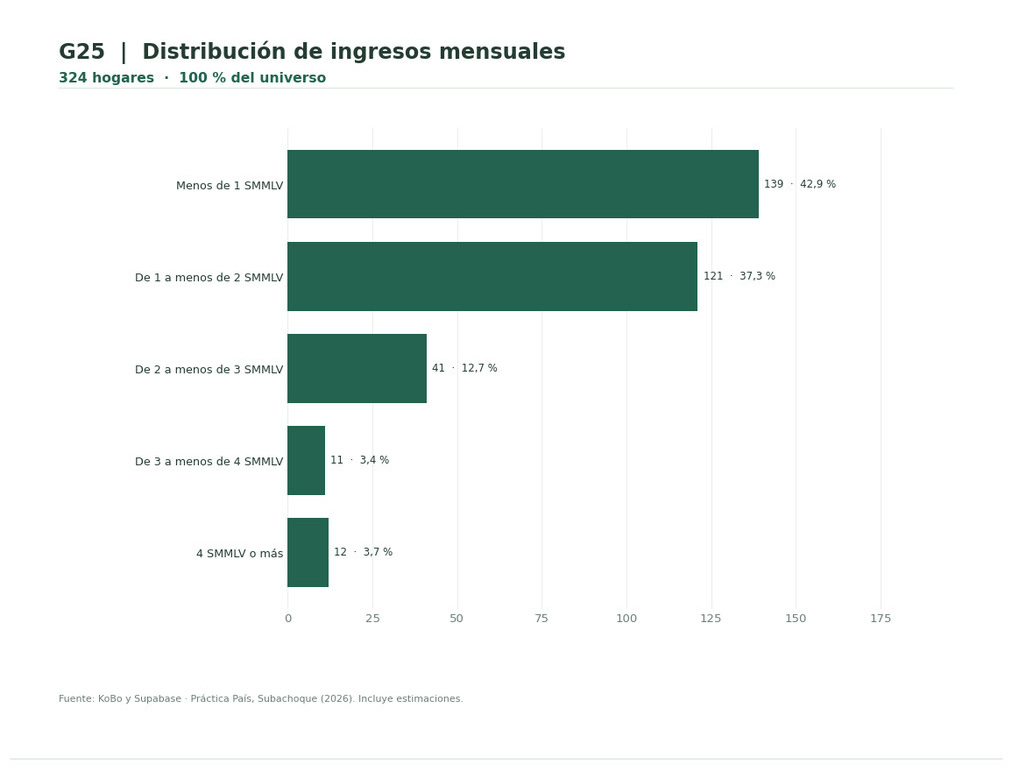 G25 | Distribución de ingresos mensuales
324 hogares · 100 % del universo
Menos de 1 SMMLV
139 · 42,9 %
De 1 a menos de 2 SMMLV
121 · 37,3 %
De 2 a menos de 3 SMMLV
41 · 12,7 %
De 3 a menos de 4 SMMLV
11 · 3,4 %
4 SMMLV o más
12 · 3,7 %
0 25 50 75 100 125 150 175
Fuente: KoBo y Supabase · Práctica País, Subachoque (2026). Incluye estimaciones.